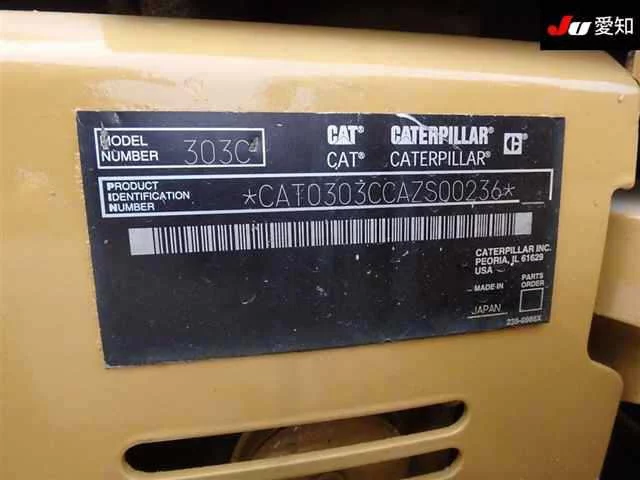 JU 愛知
MODEL NUMBER 303C
CAT® CATERPILLAR® C
CAT® CATERPILLAR®
PRODUCT IDENTIFICATION NUMBER *CAT0303CCAZS00236*
CATERPILLAR INC.
PEORIA, IL 61629
USA
MADE IN
JAPAN
PARTS ORDER